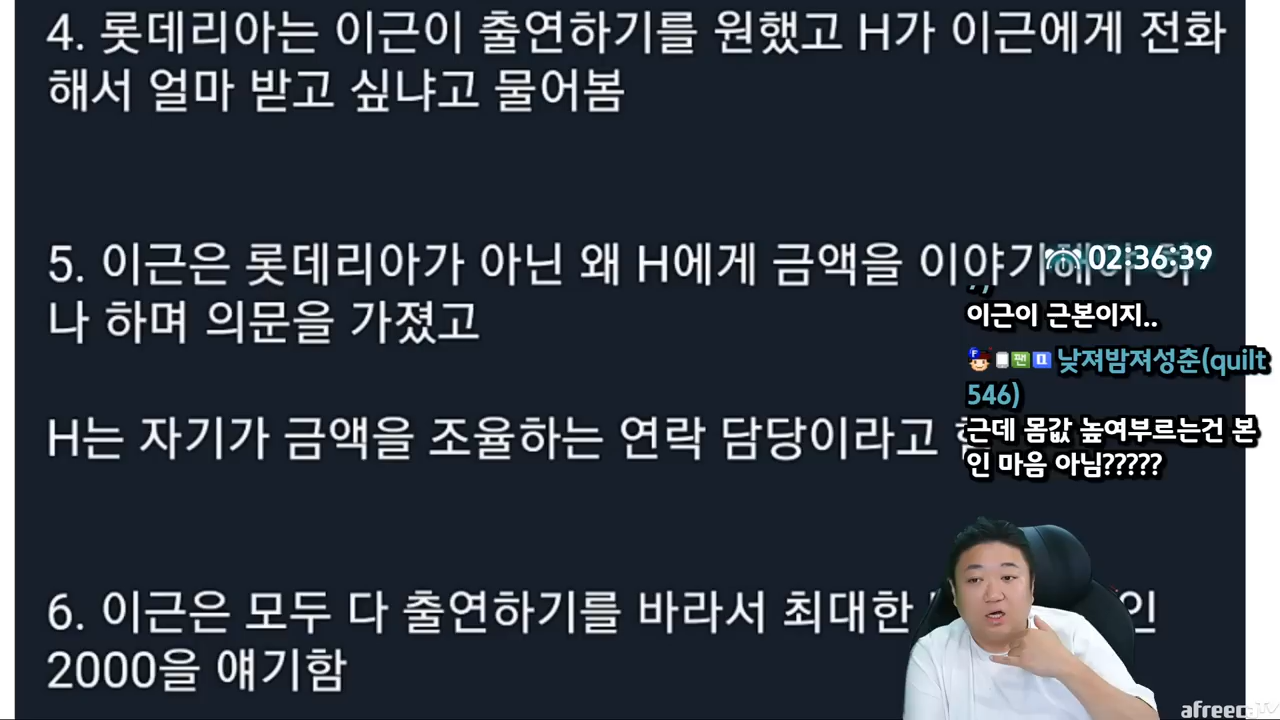 4. 롯데리아는 이근이 출연하기를 원했고 H가 이근에게 전화
해서 얼마 받고 싶냐고 물어봄
5. 이근은 롯데리아가 아닌 왜 H에게 금액을 이야기
나 하며 의문을 가졌고
H는 자기가 금액을 조율하는 연락 담당이라고
6. 이근은 모두 다 출연하기를 바라서 최대한
2000을 얘기함
02:36:39
이근이 근본이지..
F 팬 낮져밤져성춘(quilt
546)
근데 몸값 높여부르는건 본
인 마음 아님?????
afreecaTV